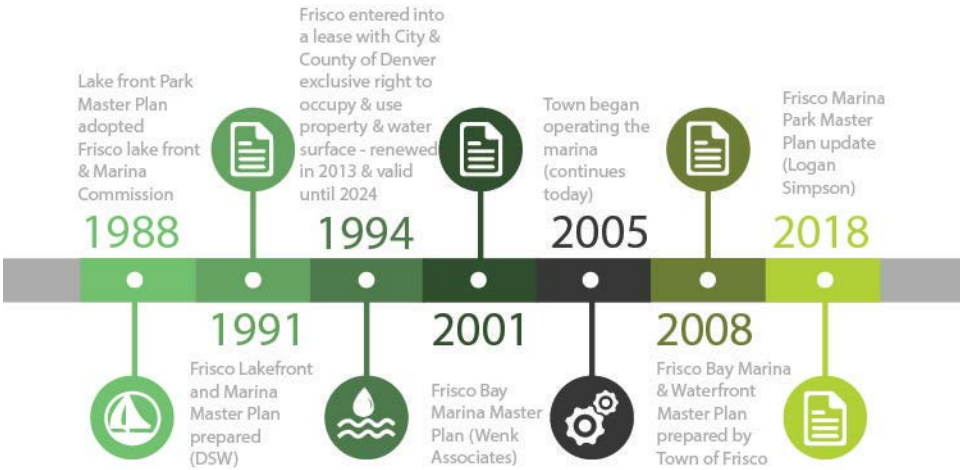 Lake front Park
Master Plan
adopted
Frisco lake front
& Marina
Commission
1988
1991
Frisco Lakefront
and Marina
Master Plan
prepared
(DSW)
Frisco entered into
a lease with City &
County of Denver
exclusive right to
occupy & use
property & water
surface - renewed
in 2013 & valid
until 2024
1994
2001
Frisco Bay
Marina Master
Plan (Wenk
Associates)
Town began
operating the
marina
(continues
today)
2005
2008
Frisco Bay Marina
& Waterfront
Master Plan
prepared by
Town of Frisco
Frisco Marina
Park Master
Plan update
(Logan
Simpson)
2018